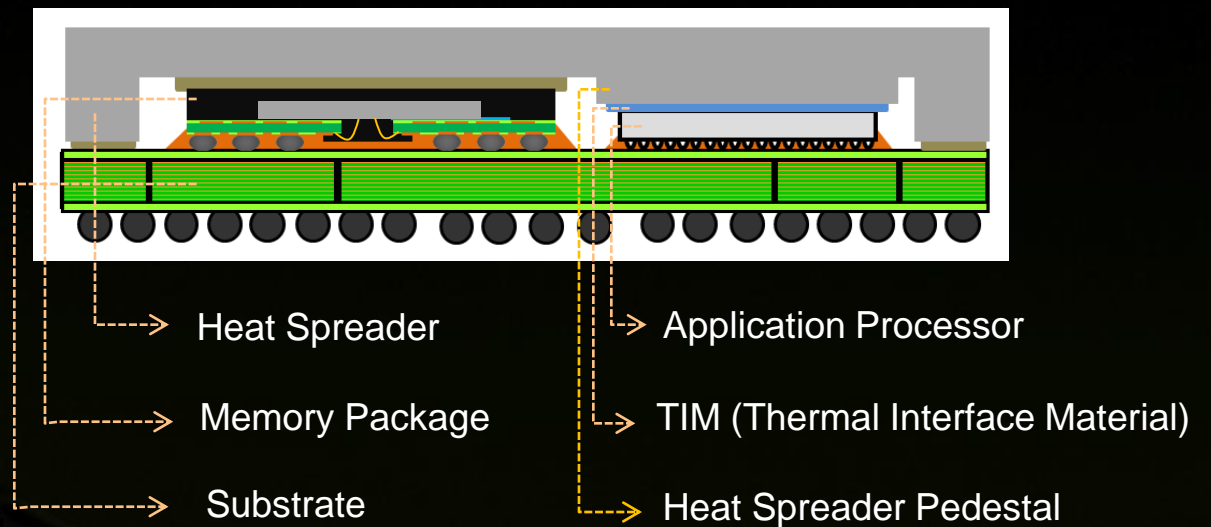 Heat Spreader
Memory Package
Substrate
Application Processor
TIM (Thermal Interface Material)
Heat Spreader Pedestal